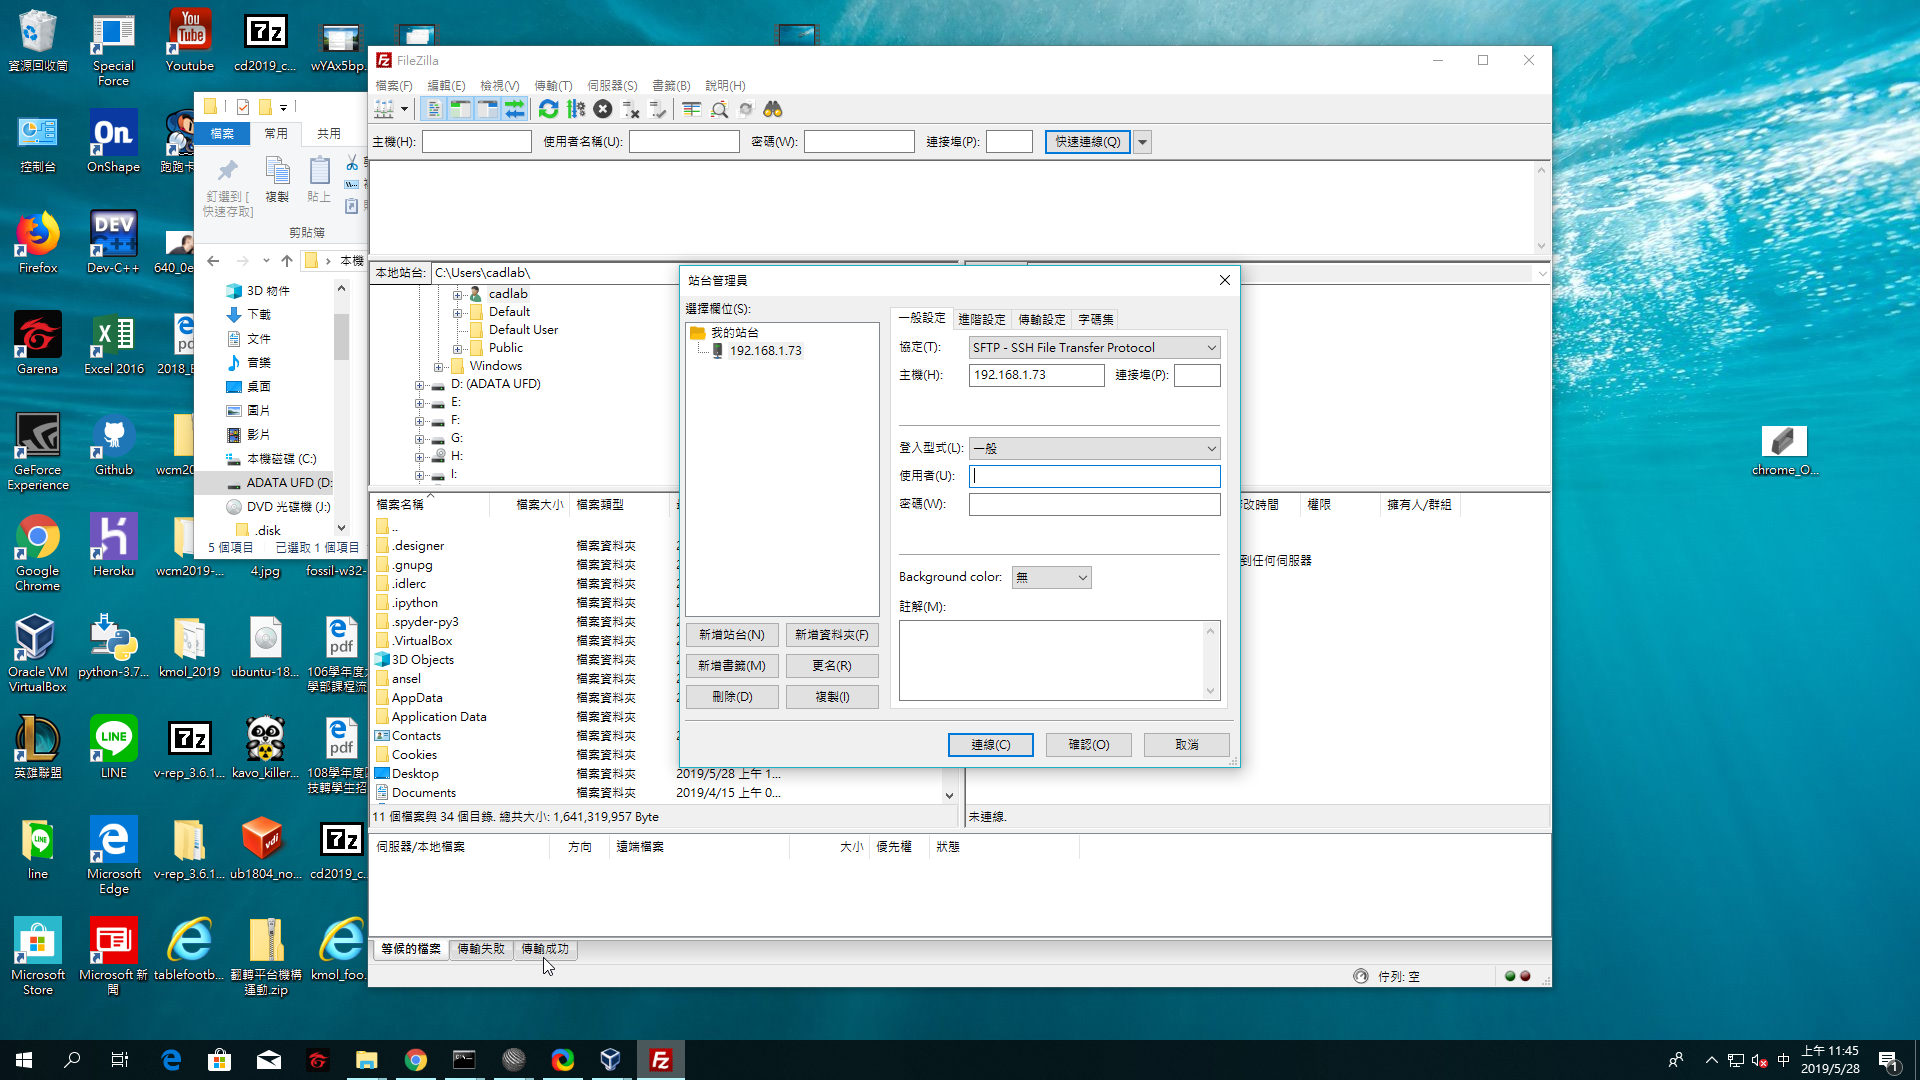 資源回收筒
Special Force
Youtube
cd2019_c...
wYAx5bp.
控制台
OnShape
跑跑卡
Firefox
Dev-C++
640_0e
Garena
Excel 2016
2018_E
GeForce Experience
Github
wcm20
Google Chrome
Heroku
wcm2019-...
4.jpg
fossil-w32-
Oracle VM VirtualBox
python-3.7...
kmol_2019
ubuntu-18...
106學年度
學部課程流
英雄聯盟
LINE
v-rep_3.6.1...
kavo_killer...
108學年度
技轉學生招
line
Microsoft Edge
v-rep_3.6.1...
ub1804_no...
cd2019_c..
Microsoft Store
Microsoft 新聞
tablefootb...
翻轉平台機構運動.zip
kmol_foo.
chrome_O...
檔案
常用
共用
釘選到 [
快速存取]
複製
貼上
剪貼簿
本機
3D 物件
下載
文件
音樂
桌面
圖片
影片
本機磁碟 (C:)
ADATA UFD (D:
DVD 光碟機 (J:)
.disk
5 個項目
已選取 1 個項目
FileZilla
檔案(F) 編輯(E) 檢視(V) 傳輸(T) 伺服器(S) 書籤(B) 說明(H)
主機(H): 使用者名稱(U): 密碼(W): 連接埠(P): 快速連線(Q)
本地站台: C:\Users\cadlab\
cadlab
Default
Default User
Public
Windows
D: (ADATA UFD)
E:
F:
G:
H:
I:
檔案名稱 檔案大小 檔案類型
..
.designer 檔案資料夾
.gnupg 檔案資料夾
.idlerc 檔案資料夾
.ipython 檔案資料夾
.spyder-py3 檔案資料夾
.VirtualBox 檔案資料夾
3D Objects 檔案資料夾
ansel 檔案資料夾
AppData 檔案資料夾
Application Data 檔案資料夾
Contacts 檔案資料夾
Cookies 檔案資料夾
Desktop 檔案資料夾 2019/5/28 上午 1...
Documents 檔案資料夾 2019/4/15 上午 0...
11 個檔案與 34 個目錄. 總共大小: 1,641,319,957 Byte
改時間 權限 擁有人/群組
到任何伺服器
未連線.
站台管理員
選擇欄位(S):
我的站台
192.168.1.73
新增站台(N) 新增資料夾(F)
新增書籤(M) 更名(R)
刪除(D) 複製(I)
一般設定 進階設定 傳輸設定 字碼集
協定(T): SFTP - SSH File Transfer Protocol
主機(H): 192.168.1.73 連接埠(P):
登入型式(L): 一般
使用者(U):
密碼(W):
Background color: 無
註解(M):
連線(C) 確認(O) 取消
伺服器/本地檔案 方向 遠端檔案 大小 優先權 狀態
等候的檔案 傳輸失敗 傳輸成功
佇列: 空
中
上午 11:45
2019/5/28
1